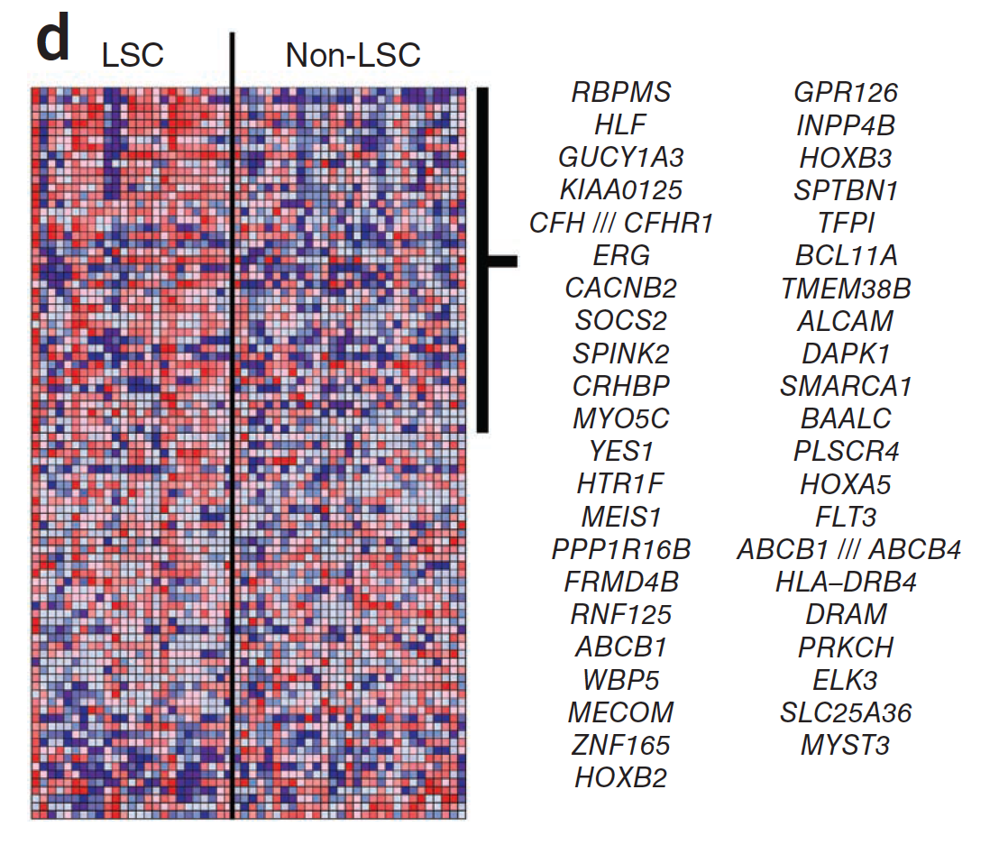 d
LSC
Non-LSC
RBPMS
HLF
GUCY1A3
KIAA0125
CFH /// CFHR1
ERG
CACNB2
SOCS2
SPINK2
CRHBP
MYO5C
YES1
HTR1F
MEIS1
PPP1R16B
FRMD4B
RNF125
ABCB1
WBP5
MECOM
ZNF165
HOXB2
GPR126
INPP4B
HOXB3
SPTBN1
TFPI
BCL11A
TMEM38B
ALCAM
DAPK1
SMARCA1
BAALC
PLSCR4
HOXA5
FLT3
ABCB1 /// ABCB4
HLA–DRB4
DRAM
PRKCH
ELK3
SLC25A36
MYST3